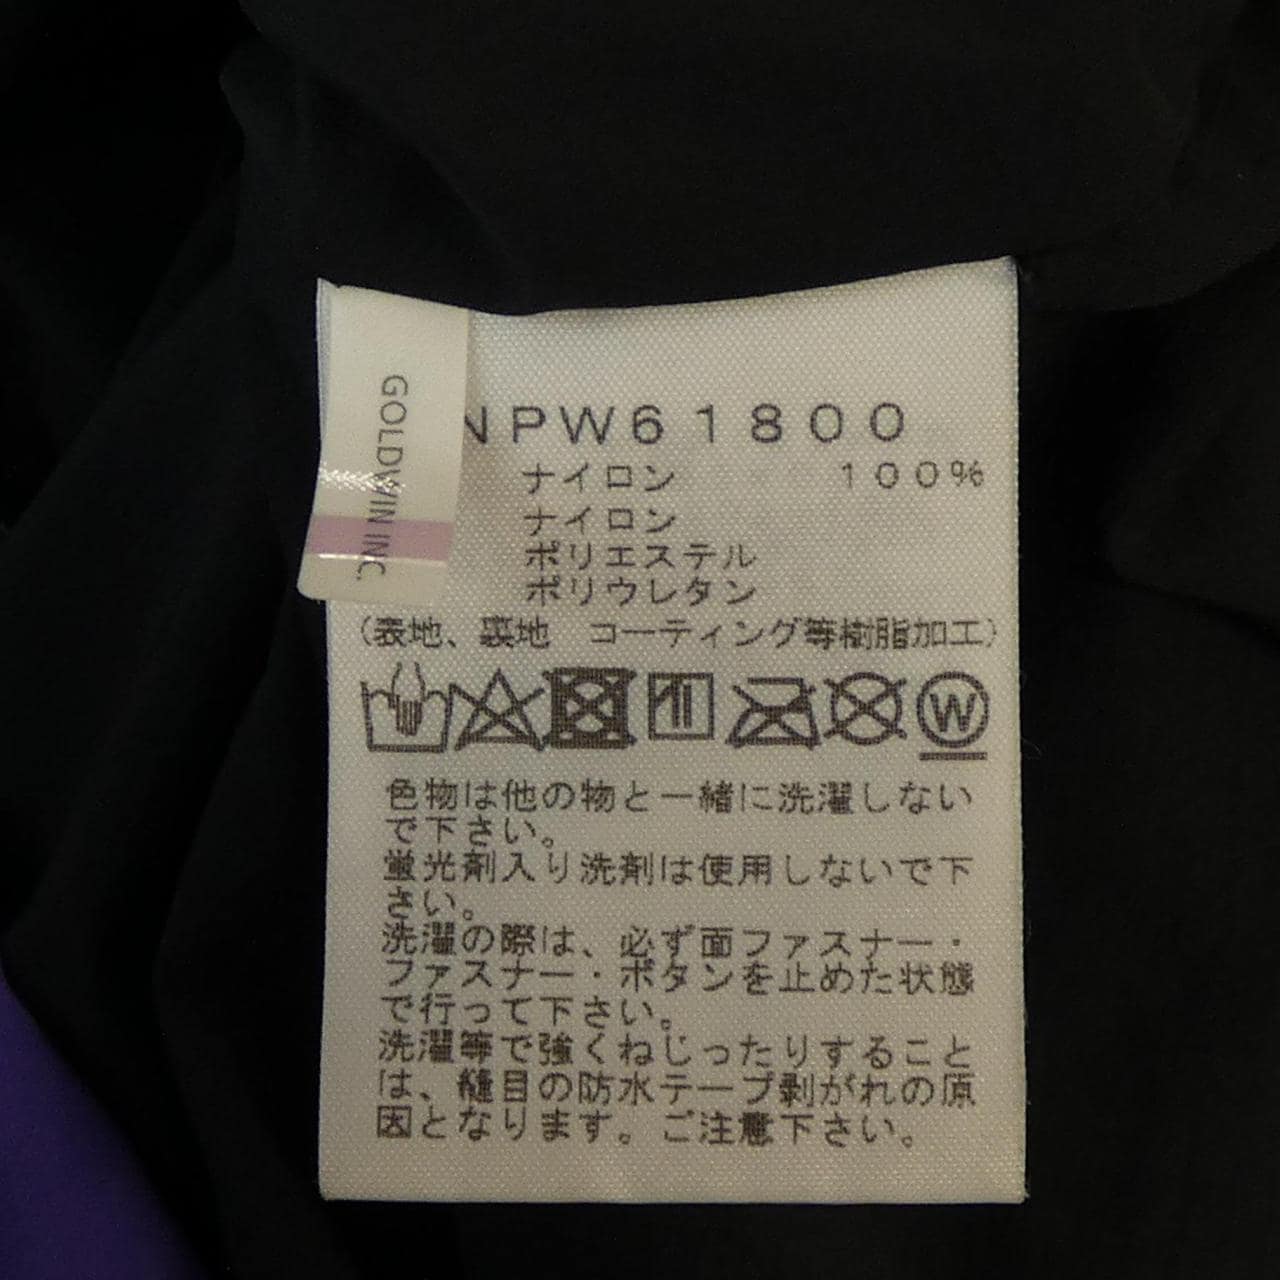 GOLDWIN INC.
NPW61800
ナイロン 100%
ナイロン
ポリエステル
ポリウレタン
(表地、裏地 コーティング等樹脂加工)
W
色物は他の物と一緒に洗濯しない
で下さい。
蛍光剤入り洗剤は使用しないで下
さい。
洗濯の際は、必ず面ファスナー・
ファスナー・ボタンを止めた状態
で行って下さい。
洗濯等で強くねじったりすること
は、縫目の防水テープ剥がれの原
因となります。ご注意下さい。